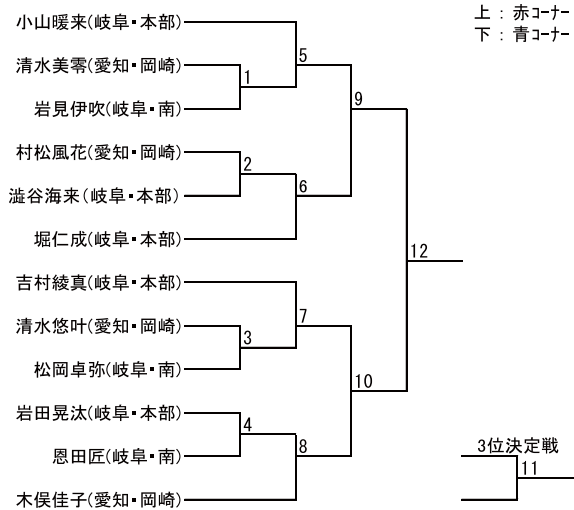 小山暖来(岐阜・本部)
上：赤ｺｰﾅｰ
下：青ｺｰﾅｰ
清水美零(愛知・岡崎)
5
1
9
岩見伊吹(岐阜・南)
村松風花(愛知・岡崎)
2
澁谷海来(岐阜・本部)
6
堀仁成(岐阜・本部)
12
吉村綾真(岐阜・本部)
清水悠叶(愛知・岡崎)
7
3
松岡卓弥(岐阜・南)
10
岩田晃汰(岐阜・本部)
4
恩田匠(岐阜・南)
8
3位決定戦
11
木俣佳子(愛知・岡崎)